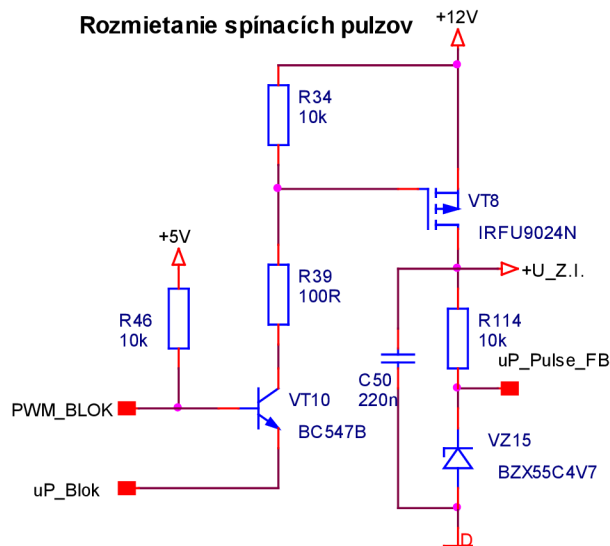 Rozmietanie spínacích pulzov
+12V
R34
10k
VT8
IRFU9024N
+5V
+U_Z.I.
R39
100R
R46
10k
R114
10k
uP_Pulse_FB
C50
220n
VT10
PWM_BLOK
BC547B
VZ15
BZX55C4V7
uP_Blok
D